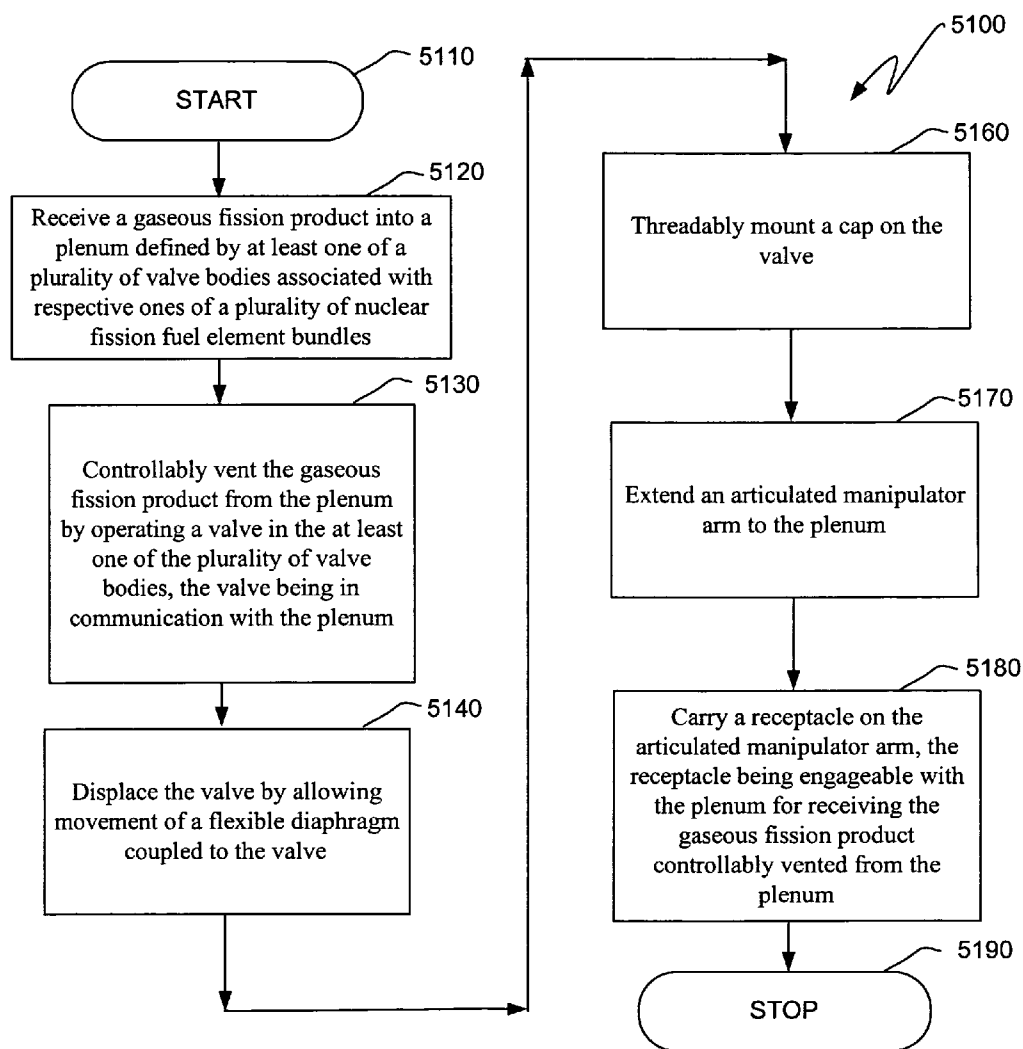 5110
START
5120
Receive a gaseous fission product into a
plenum defined by at least one of a
plurality of valve bodies associated with
respective ones of a plurality of nuclear
fission fuel element bundles
5130
Controllably vent the gaseous
fission product from the plenum
by operating a valve in the at least
one of the plurality of valve
bodies, the valve being in
communication with the plenum
5140
Displace the valve by allowing
movement of a flexible diaphragm
coupled to the valve
5100
5160
Threadably mount a cap on the
valve
5170
Extend an articulated manipulator
arm to the plenum
5180
Carry a receptacle on the
articulated manipulator arm, the
receptacle being engageable with
the plenum for receiving the
gaseous fission product
controllably vented from the
plenum
5190
STOP